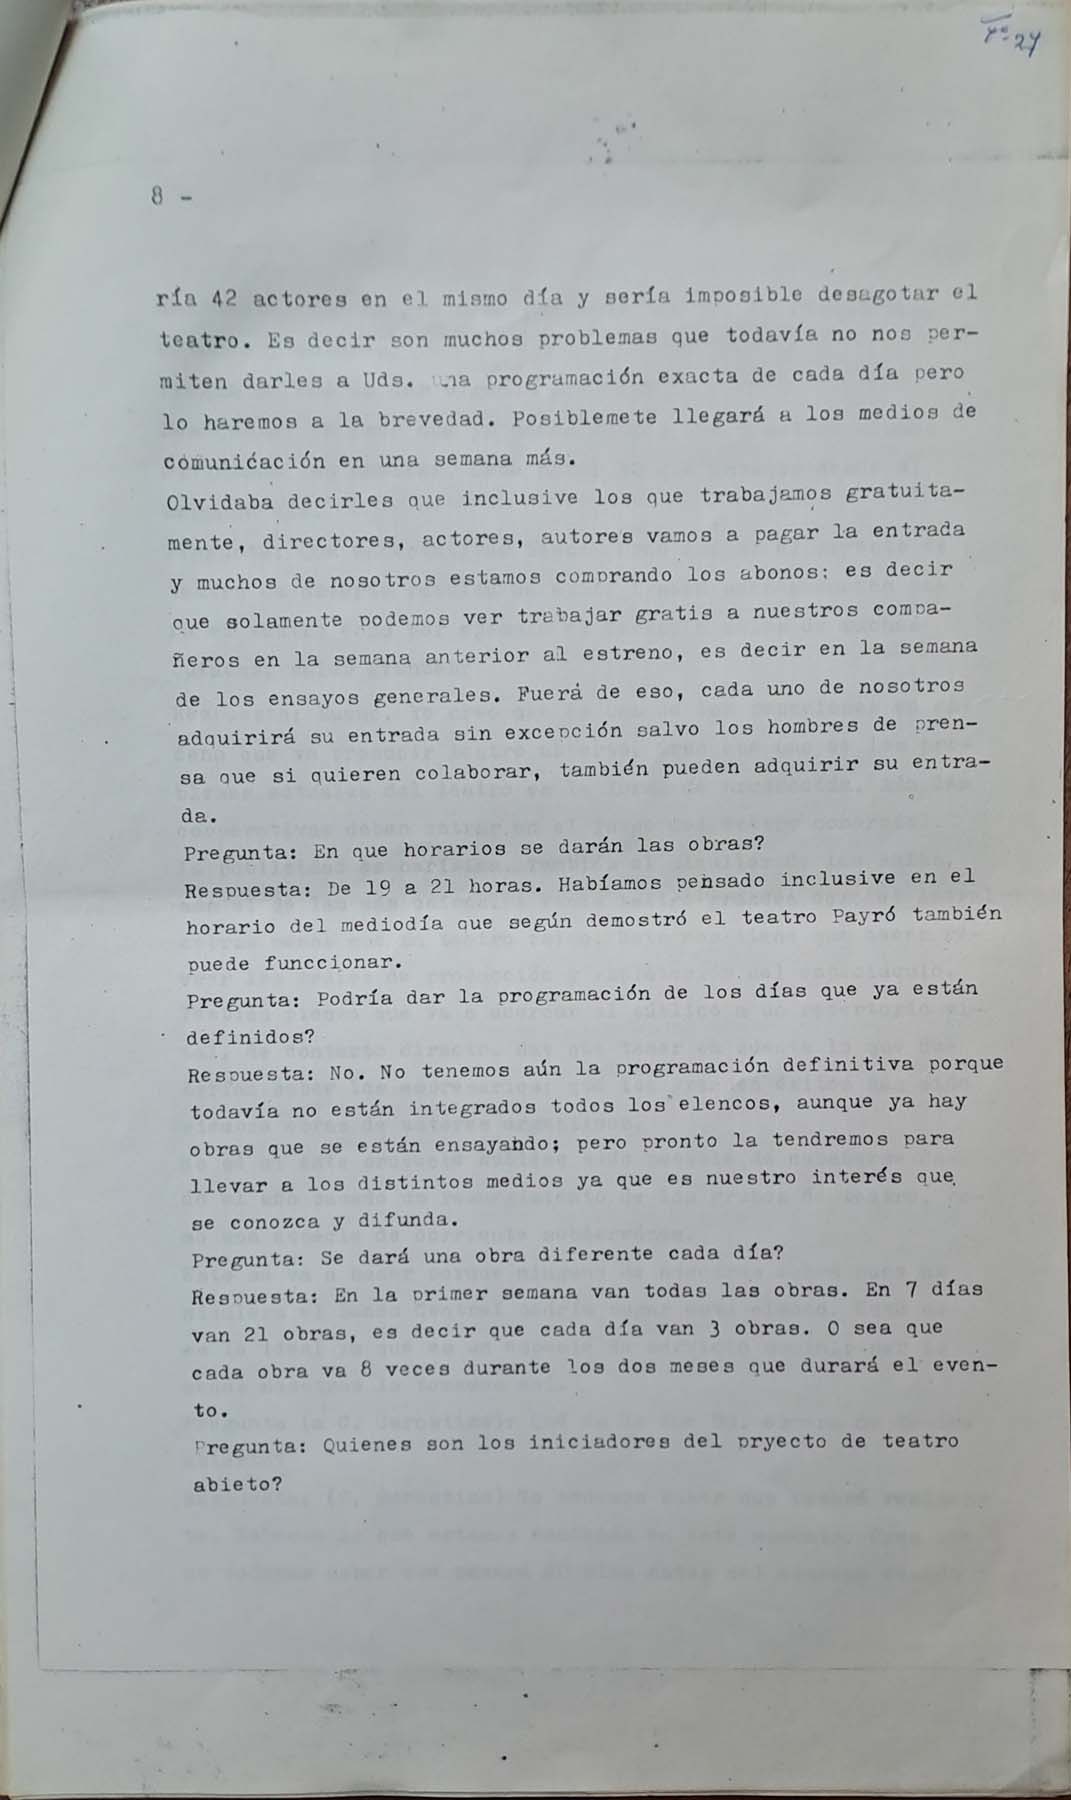 27
8 -
ría 42 actores en el mismo día y sería imposible desagotar el
teatro. Es decir son muchos problemas que todavía no nos per-
miten darles a Uds. una programación exacta de cada día pero
lo haremos a la brevedad. Posiblemete llegará a los medios de
comunicación en una semana más.
Olvidaba decirles que inclusive los que trabajamos gratuita-
mente, directores, actores, autores vamos a pagar la entrada
y muchos de nosotros estamos comprando los abonos: es decir
que solamente podemos ver trabajar gratis a nuestros compa-
ñeros en la semana anterior al estreno, es decir en la semana
de los ensayos generales. Fuera de eso, cada uno de nosotros
adquirirá su entrada sin excepción salvo los hombres de pren-
sa que si quieren colaborar, también pueden adquirir su entra-
da.
Pregunta: En que horarios se darán las obras?
Respuesta: De 19 a 21 horas. Habíamos pensado inclusive en el
horario del mediodía que según demostró el teatro Payró también
puede funccionar.
Pregunta: Podría dar la programación de los días que ya están
definidos?
Respuesta: No. No tenemos aún la programación definitiva porque
todavía no están integrados todos los elencos, aunque ya hay
obras que se están ensayando; pero pronto la tendremos para
llevar a los distintos medios ya que es nuestro interés que
se conozca y difunda.
Pregunta: Se dará una obra diferente cada día?
Respuesta: En la primer semana van todas las obras. En 7 días
van 21 obras, es decir que cada día van 3 obras. O sea que
cada obra va 8 veces durante los dos meses que durará el even-
to.
Pregunta: Quienes son los iniciadores del pryecto de teatro
abieto?